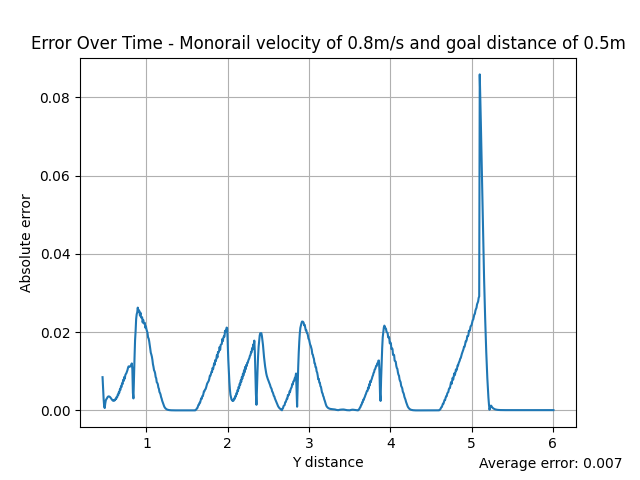 Error Over Time - Monorail velocity of 0.8m/s and goal distance of 0.5m
0.08
0.06
0.04
0.02
0.00
Absolute error
1 2 3 4 5 6
Y distance
Average error: 0.007